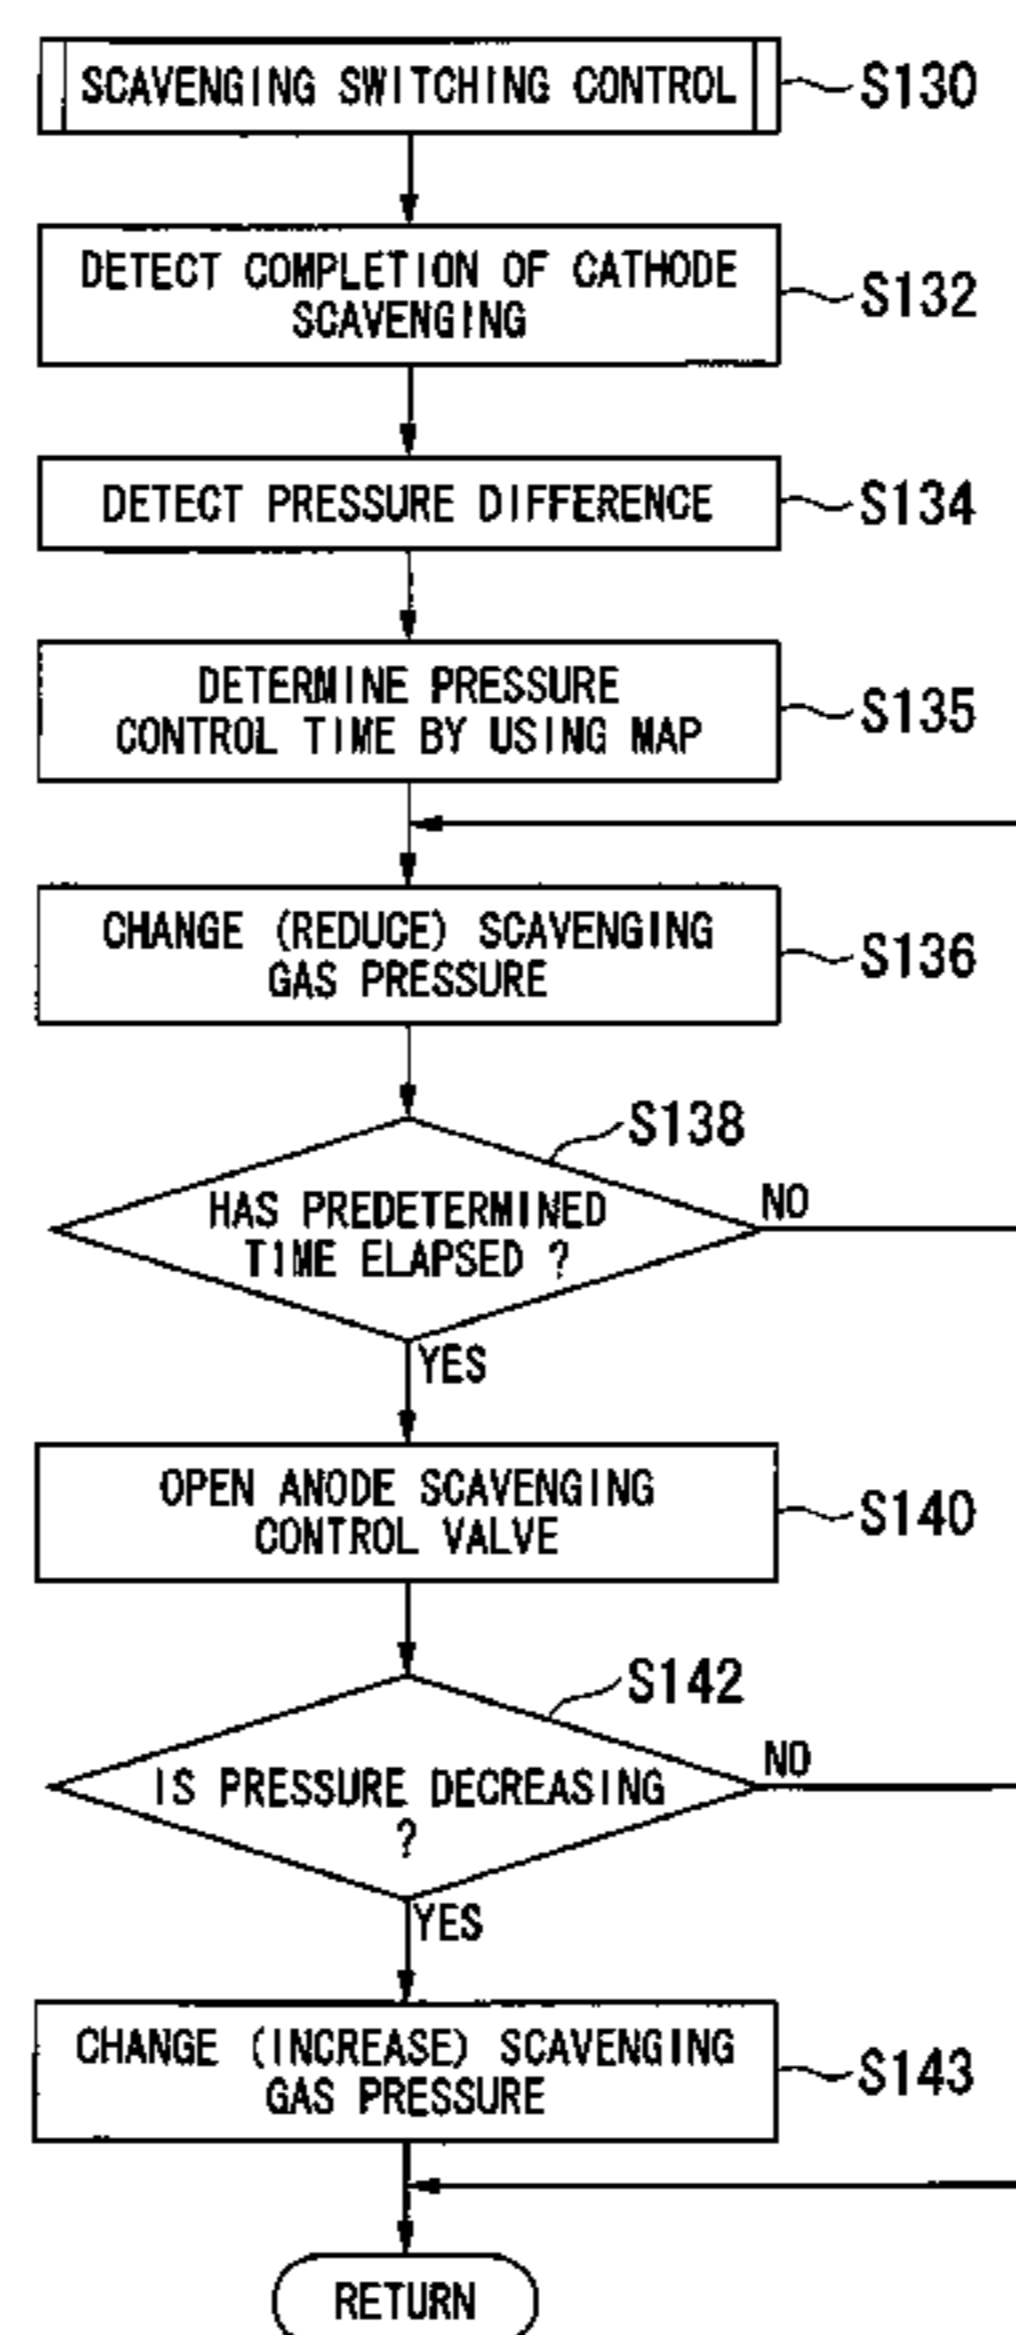 SCAVENGING SWITCHING CONTROL
S130
DETECT COMPLETION OF CATHODE
SCAVENGING
S132
DETECT PRESSURE DIFFERENCE
S134
DETERMINE PRESSURE
CONTROL TIME BY USING MAP
S135
CHANGE (REDUCE) SCAVENGING
GAS PRESSURE
S136
S138
HAS PREDETERMINED
TIME ELAPSED ?
NO
YES
OPEN ANODE SCAVENGING
CONTROL VALVE
S140
S142
IS PRESSURE DECREASING
?
NO
YES
CHANGE (INCREASE) SCAVENGING
GAS PRESSURE
S143
RETURN